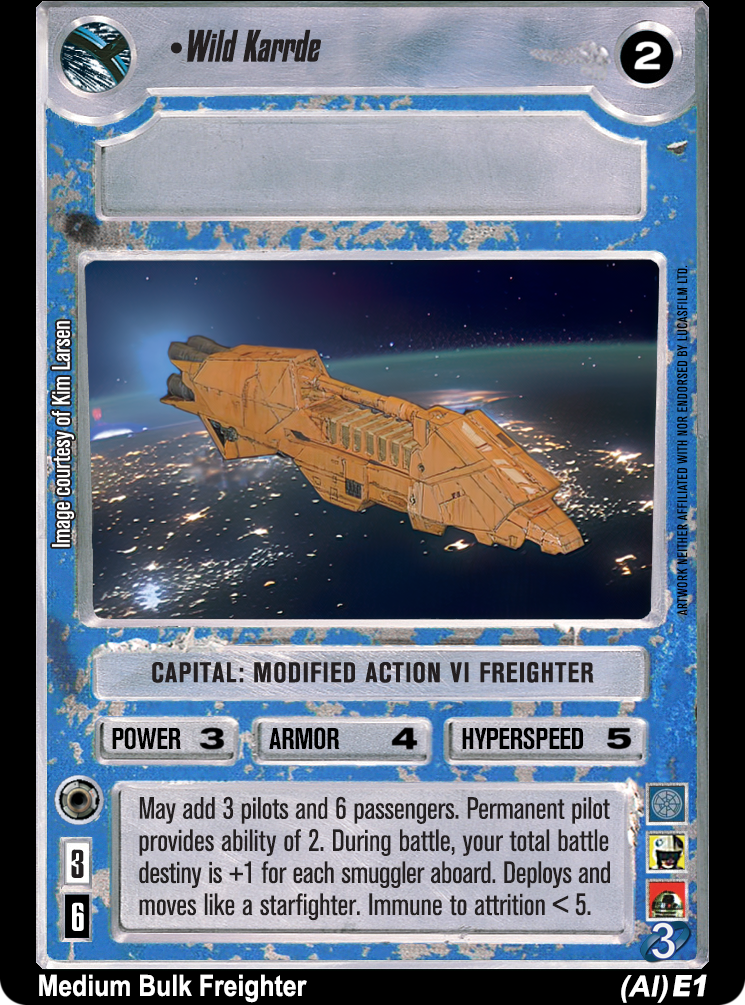 •Wild Karrde
2
Image courtesy of Kim Larsen
ARTWORK NEITHER AFFILIATED WITH NOR ENDORSED BY LUCASFILM LTD.
CAPITAL: MODIFIED ACTION VI FREIGHTER
POWER 3 ARMOR 4 HYPERSPEED 5
May add 3 pilots and 6 passengers. Permanent pilot
provides ability of 2. During battle, your total battle
destiny is +1 for each smuggler aboard. Deploys and
moves like a starfighter. Immune to attrition < 5.
3
6
3
Medium Bulk Freighter (AI) E1